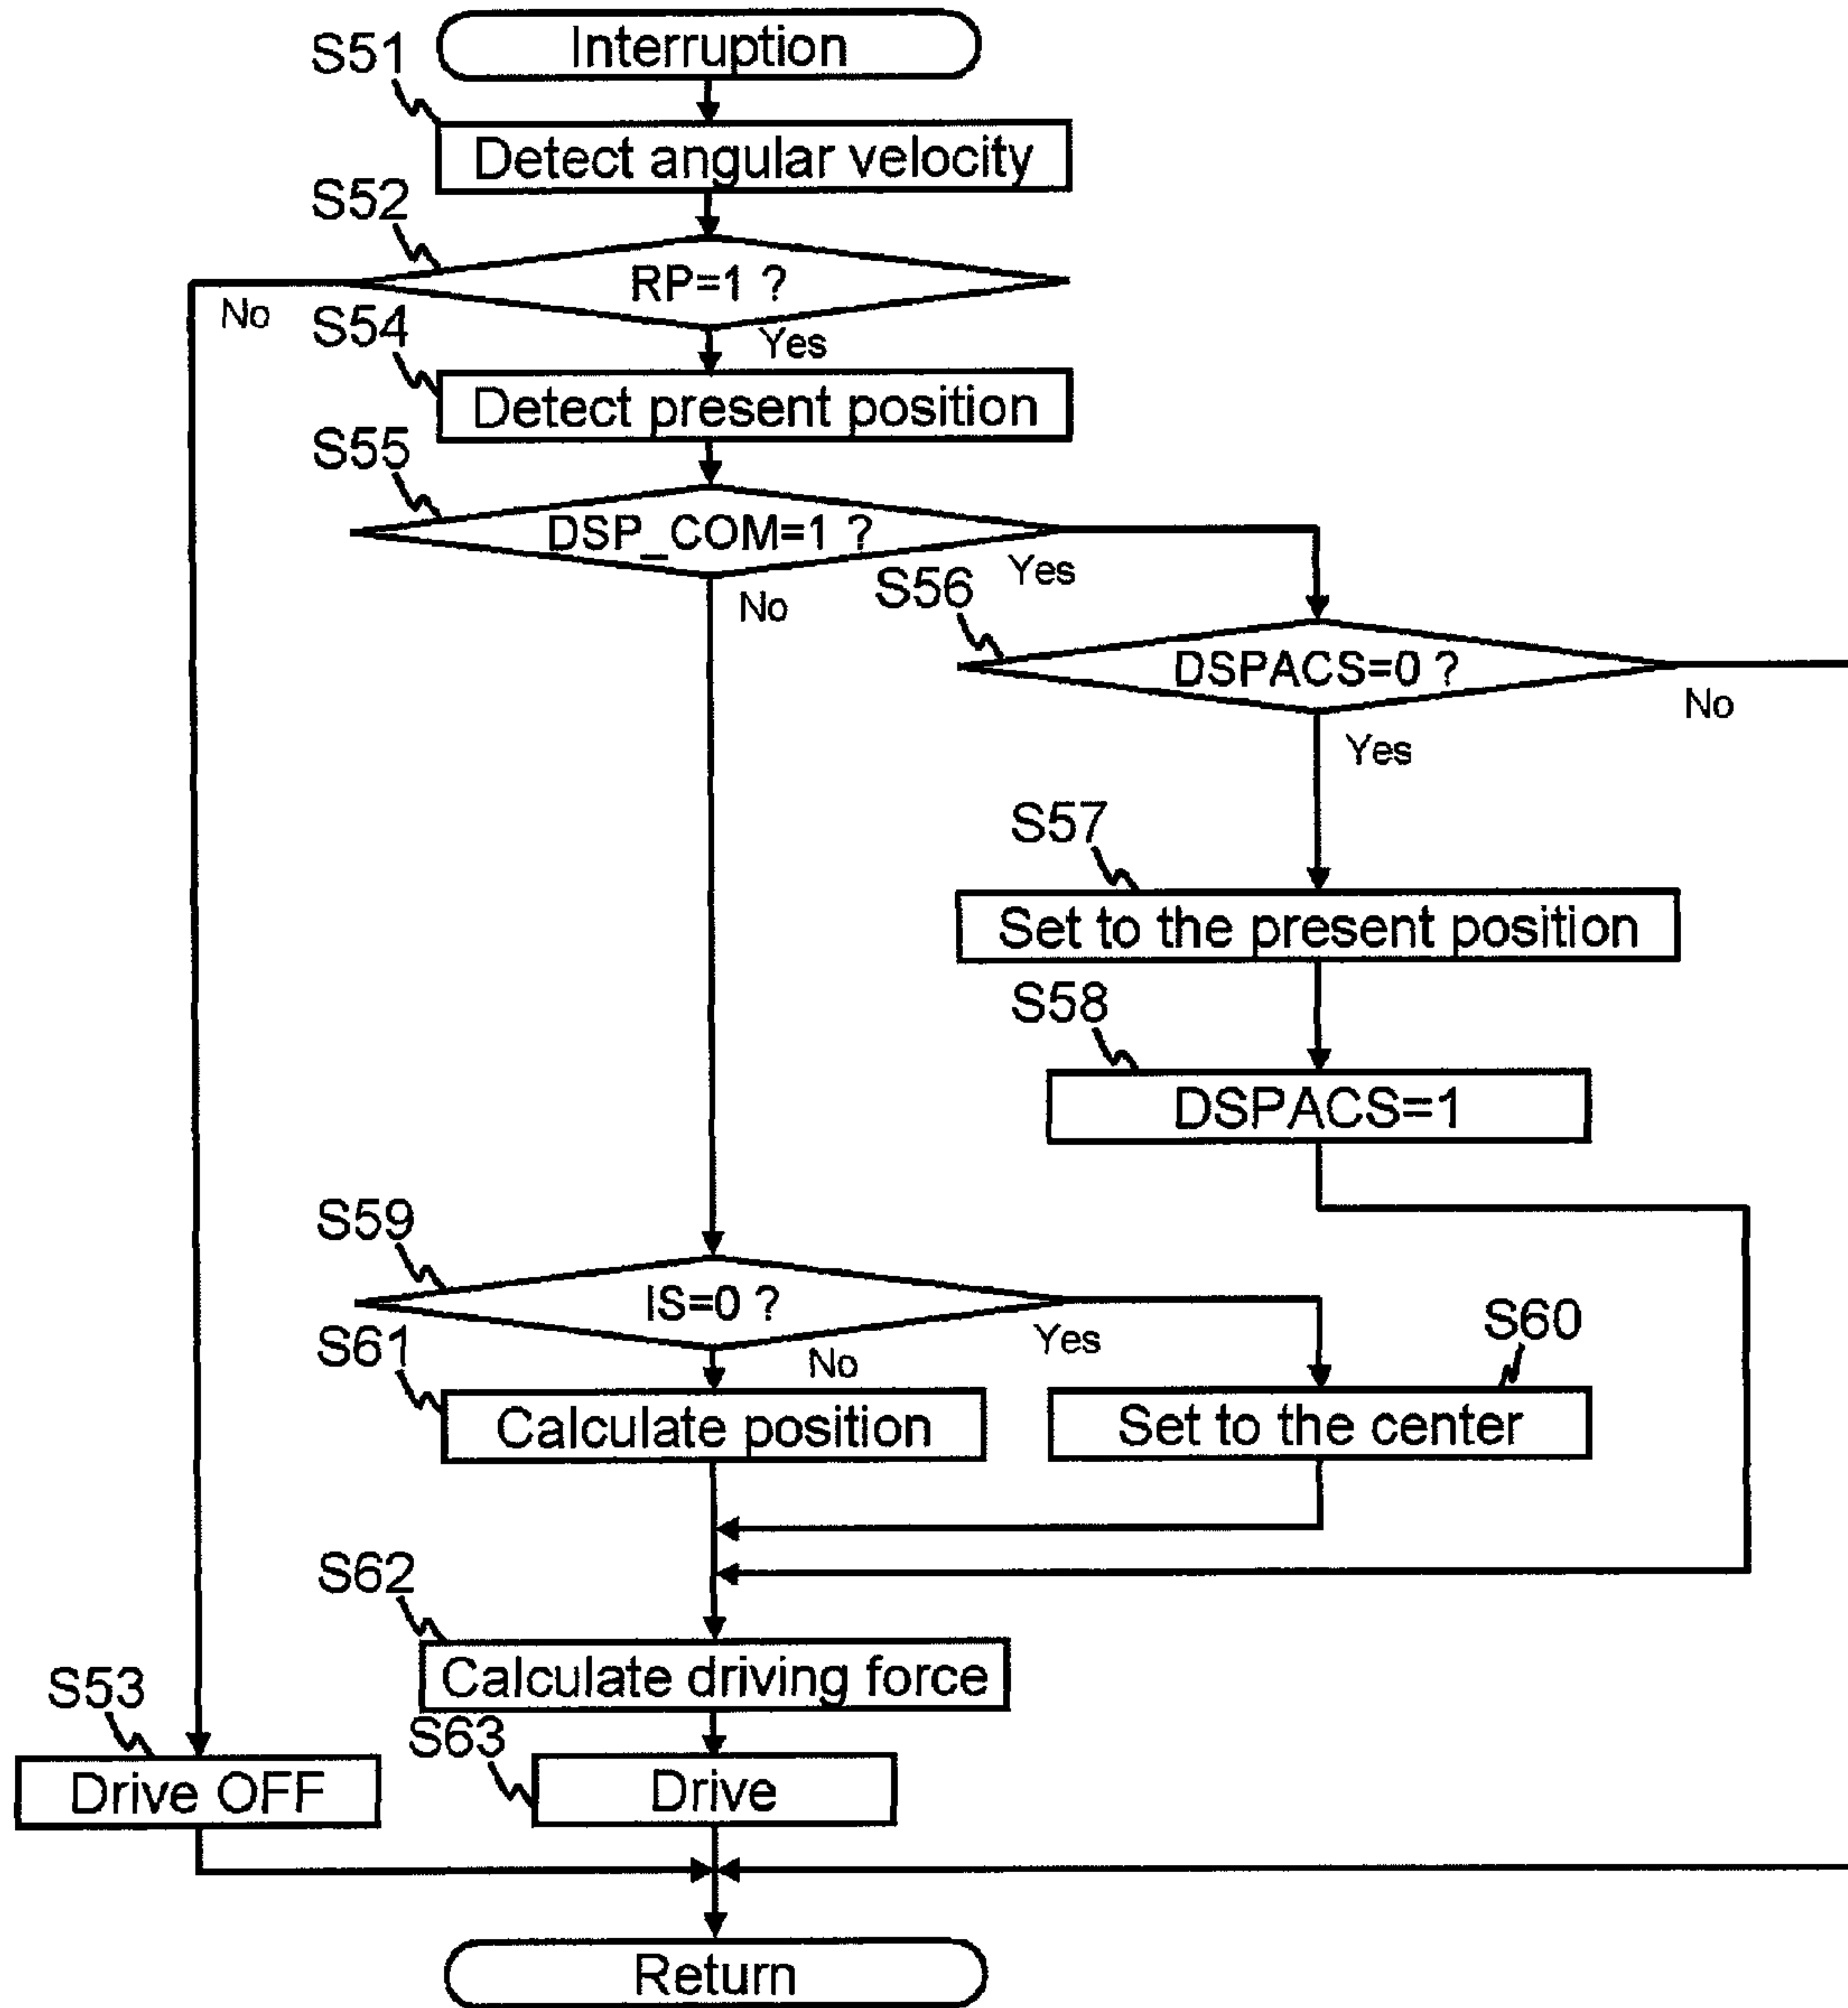 Interruption
S51
Detect angular velocity
S52
RP=1 ?
No
Yes
S54
Detect present position
S55
DSP_COM=1 ?
Yes
No
S56
DSPACS=0 ?
No
Yes
S57
Set to the present position
S58
DSPACS=1
S59
IS=0 ?
Yes
No
S60
S61
Calculate position
Set to the center
S62
Calculate driving force
S53
S63
Drive OFF
Drive
Return